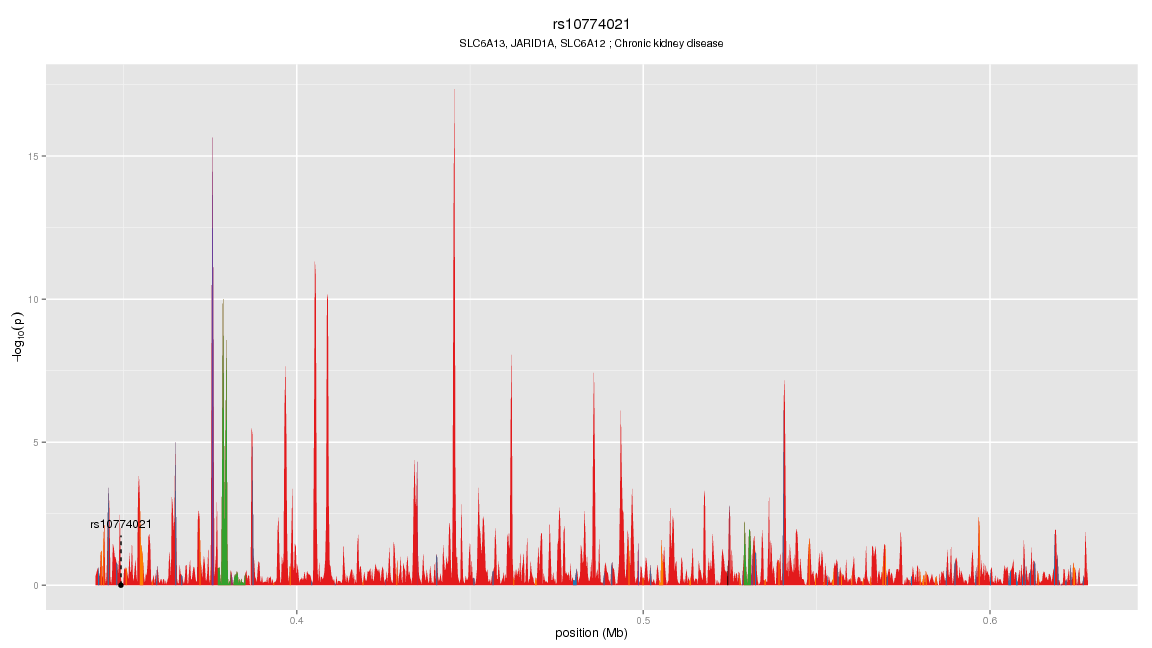 rs10774021
SLC6A13, JARID1A, SLC6A12 ; Chronic kidney disease
−log10(p)
15
10
5
0
rs10774021
0.4
0.5
0.6
position (Mb)